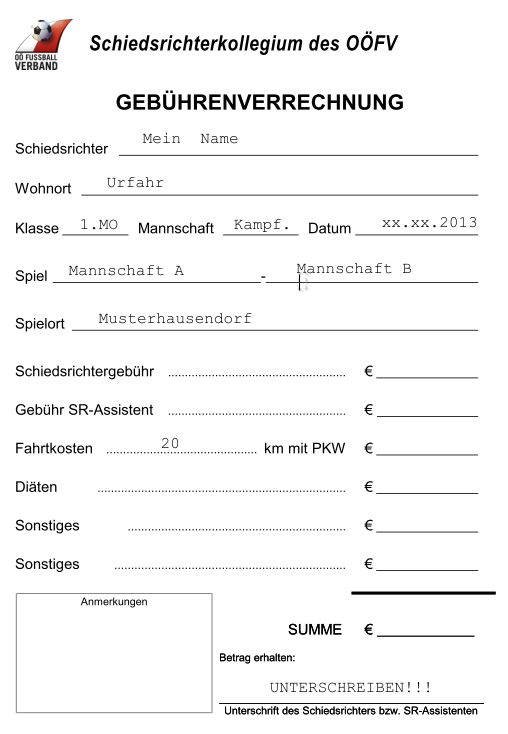 OÖ FUSSBALL
VERBAND
Schiedsrichterkollegium des OÖFV
GEBÜHRENVERRECHNUNG
Schiedsrichter Mein Name
Wohnort Urfahr
Klasse 1.MO Mannschaft Kampf. Datum xx.xx.2013
Spiel Mannschaft A - Mannschaft B
Spielort Musterhausendorf
Schiedsrichtergebühr €
Gebühr SR-Assistent €
Fahrtkosten 20 km mit PKW €
Diäten €
Sonstiges €
Sonstiges €
Anmerkungen
SUMME €
Betrag erhalten:
UNTERSCHREIBEN!!!
Unterschrift des Schiedsrichters bzw. SR-Assistenten